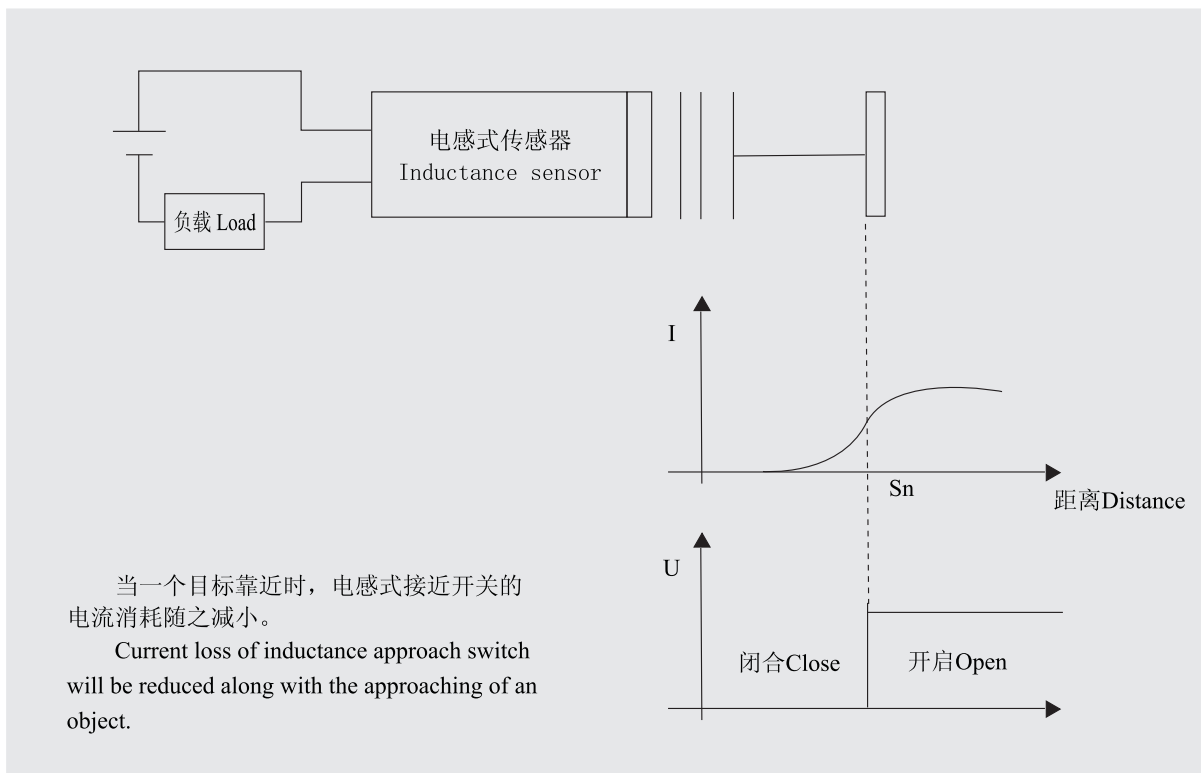 电感式传感器
Inductance sensor
负载 Load
I
Sn
距离Distance
U
闭合Close
开启Open
当一个目标靠近时，电感式接近开关的
电流消耗随之减小。
Current loss of inductance approach switch
will be reduced along with the approaching of an
object.